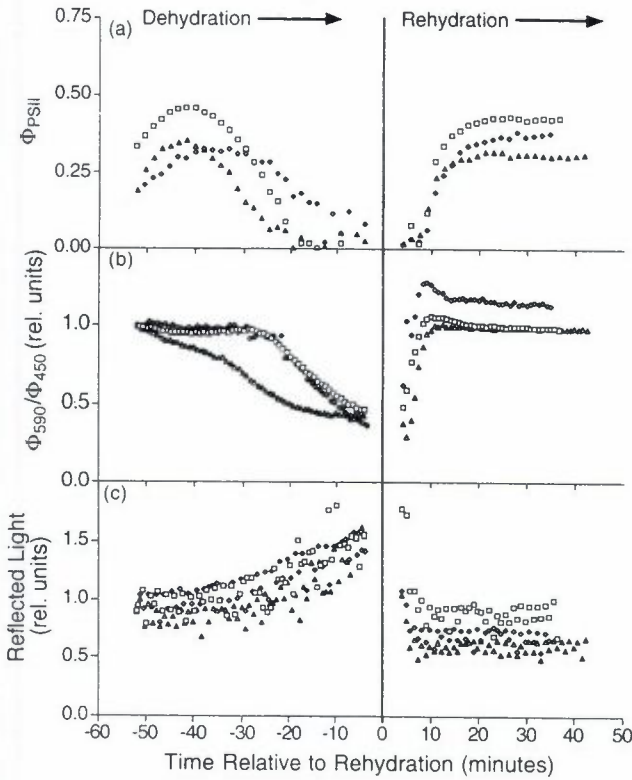 (a)
Dehydration
Rehydration
0.75
0.50
0.25
0.00
ΦPSII
(b)
1.0
0.5
0.0
Φ590/Φ450 (rel. units)
(c)
1.5
1.0
0.5
0.0
Reflected Light
(rel. units)
-60 -50 -40 -30 -20 -10 0 10 20 30 40 50
Time Relative to Rehydration (minutes)